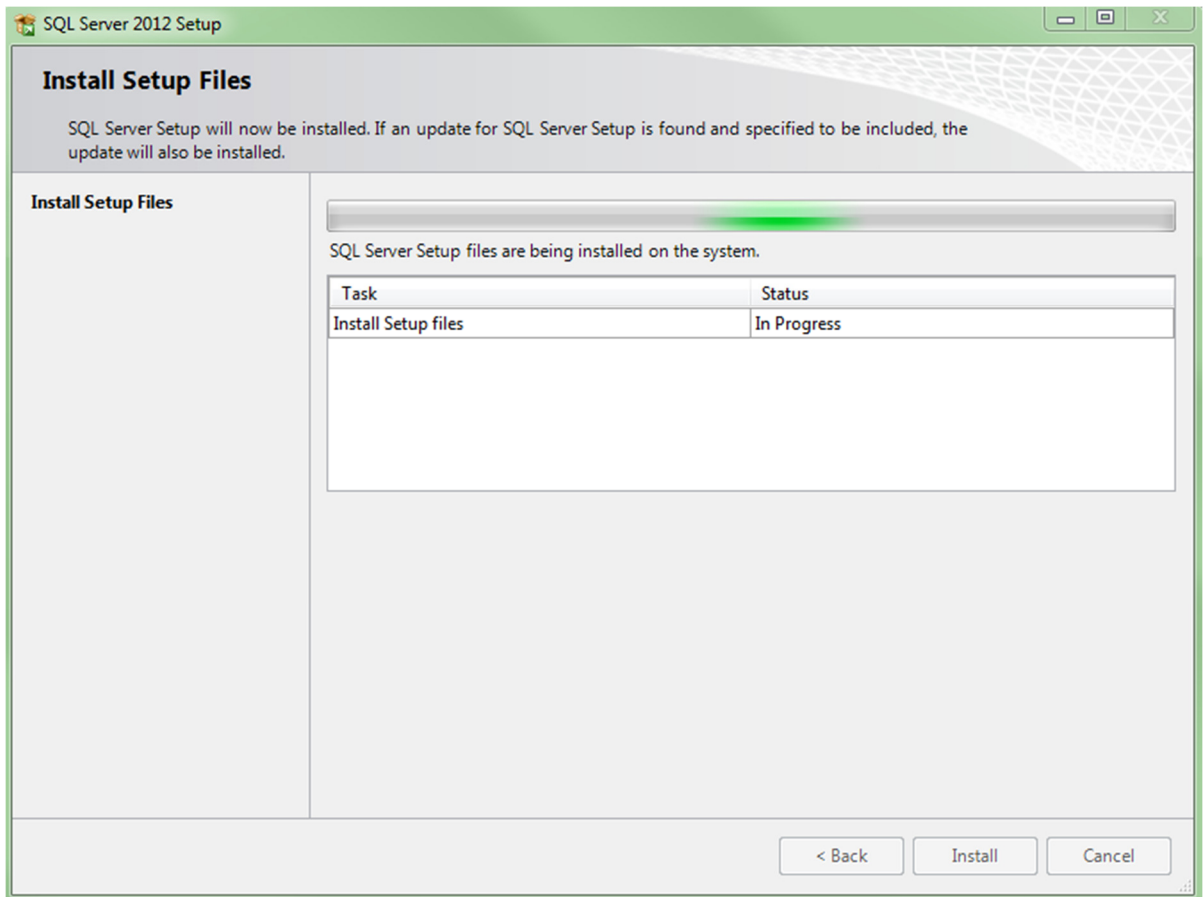 SQL Server 2012 Setup
Install Setup Files
SQL Server Setup will now be installed. If an update for SQL Server Setup is found and specified to be included, the
update will also be installed.
Install Setup Files
SQL Server Setup files are being installed on the system.
Task Status
Install Setup files In Progress
< Back Install Cancel